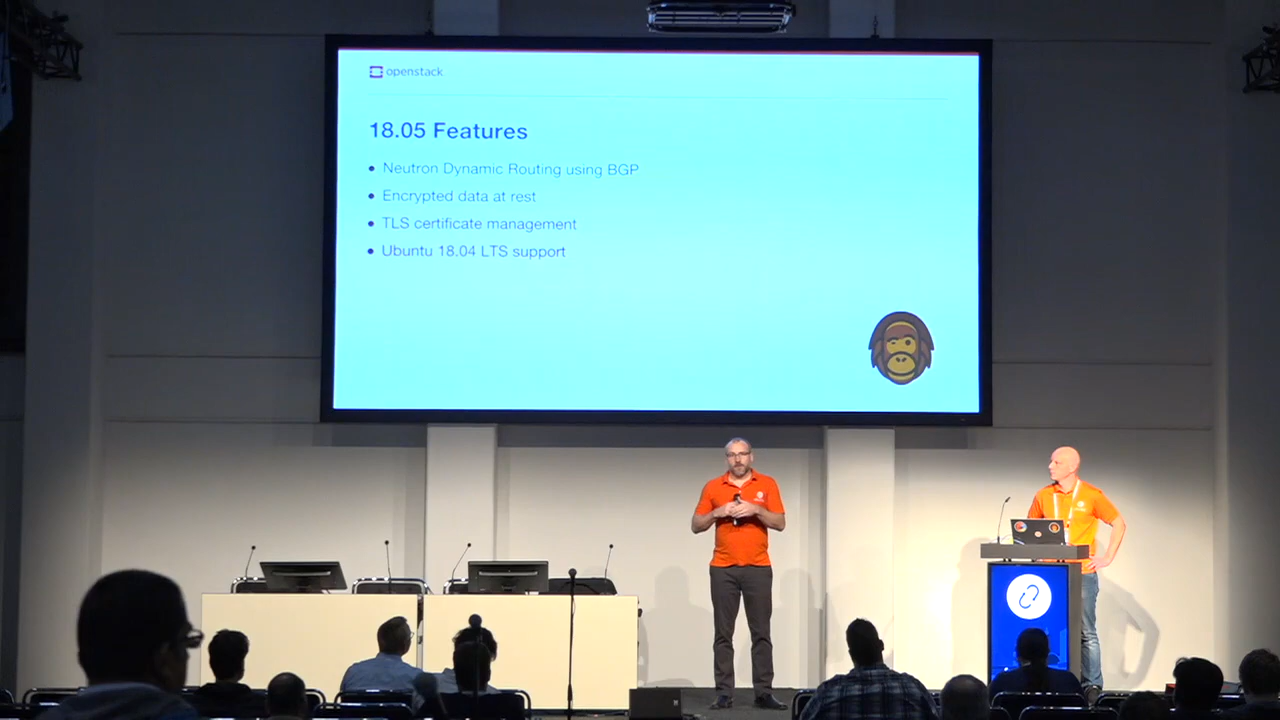 openstack
18.05 Features
• Neutron Dynamic Routing using BGP
• Encrypted data at rest
• TLS certificate management
• Ubuntu 18.04 LTS support